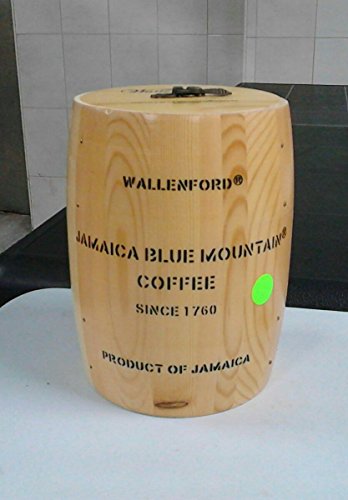 WALLENFORD®
JAMAICA BLUE MOUNTAIN®
COFFEE
SINCE 1760
PRODUCT OF JAMAICA